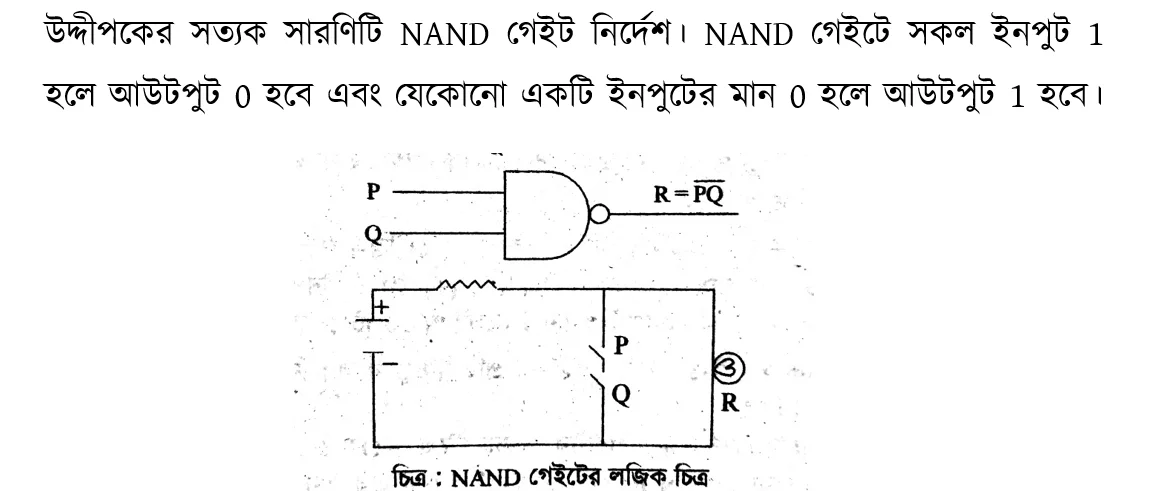 উদ্দীপকের সত্যক সারণিটি NAND গেইট নির্দেশ। NAND গেইটে সকল ইনপুট 1
হলে আউটপুট 0 হবে এবং যেকোনো একটি ইনপুটের মান 0 হলে আউটপুট 1 হবে।
P
R = \overline{PQ}
Q
+
P
−
Q
R
চিত্র : NAND গেইটের লজিক চিত্র